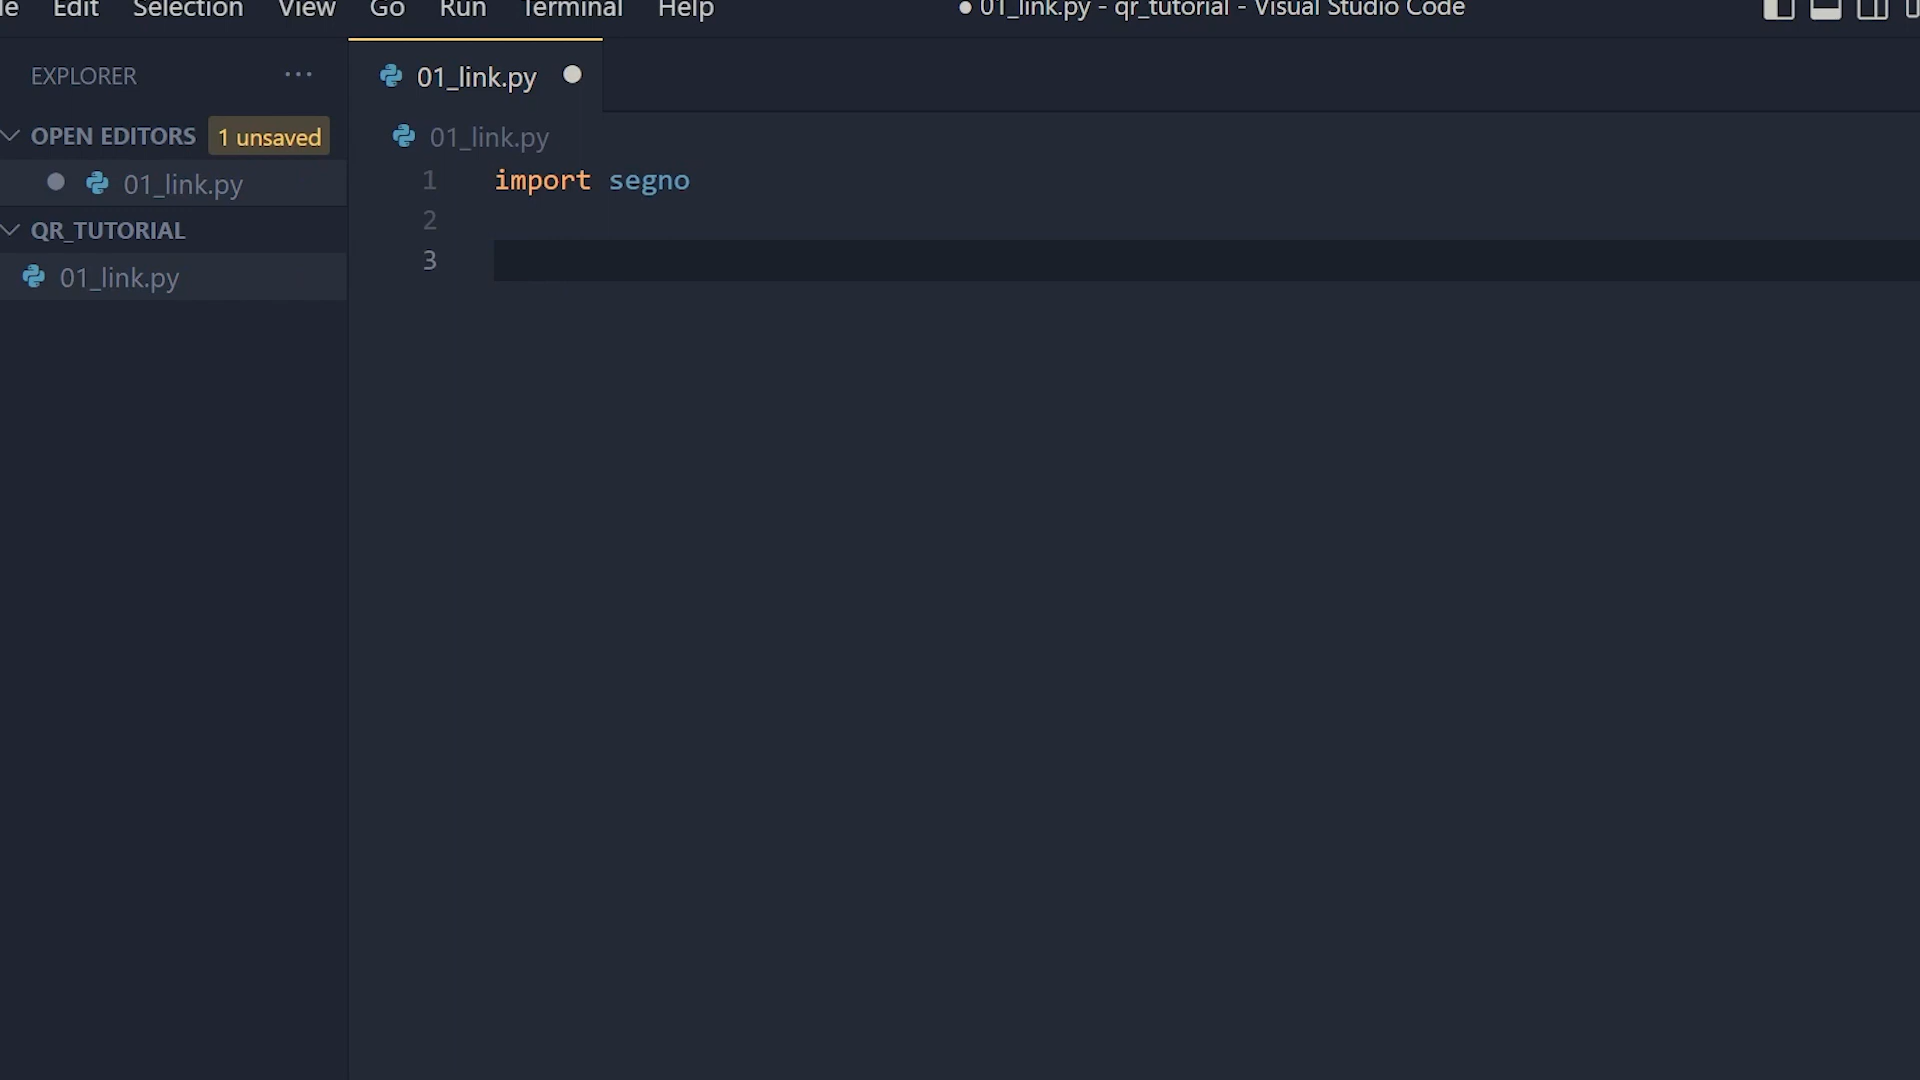 Edit Selection View Go Run Terminal Help
● 01_link.py - qr_tutorial - Visual Studio Code
EXPLORER ···
01_link.py
OPEN EDITORS 1 unsaved
01_link.py
01_link.py
QR_TUTORIAL
01_link.py
1 import segno
2
3